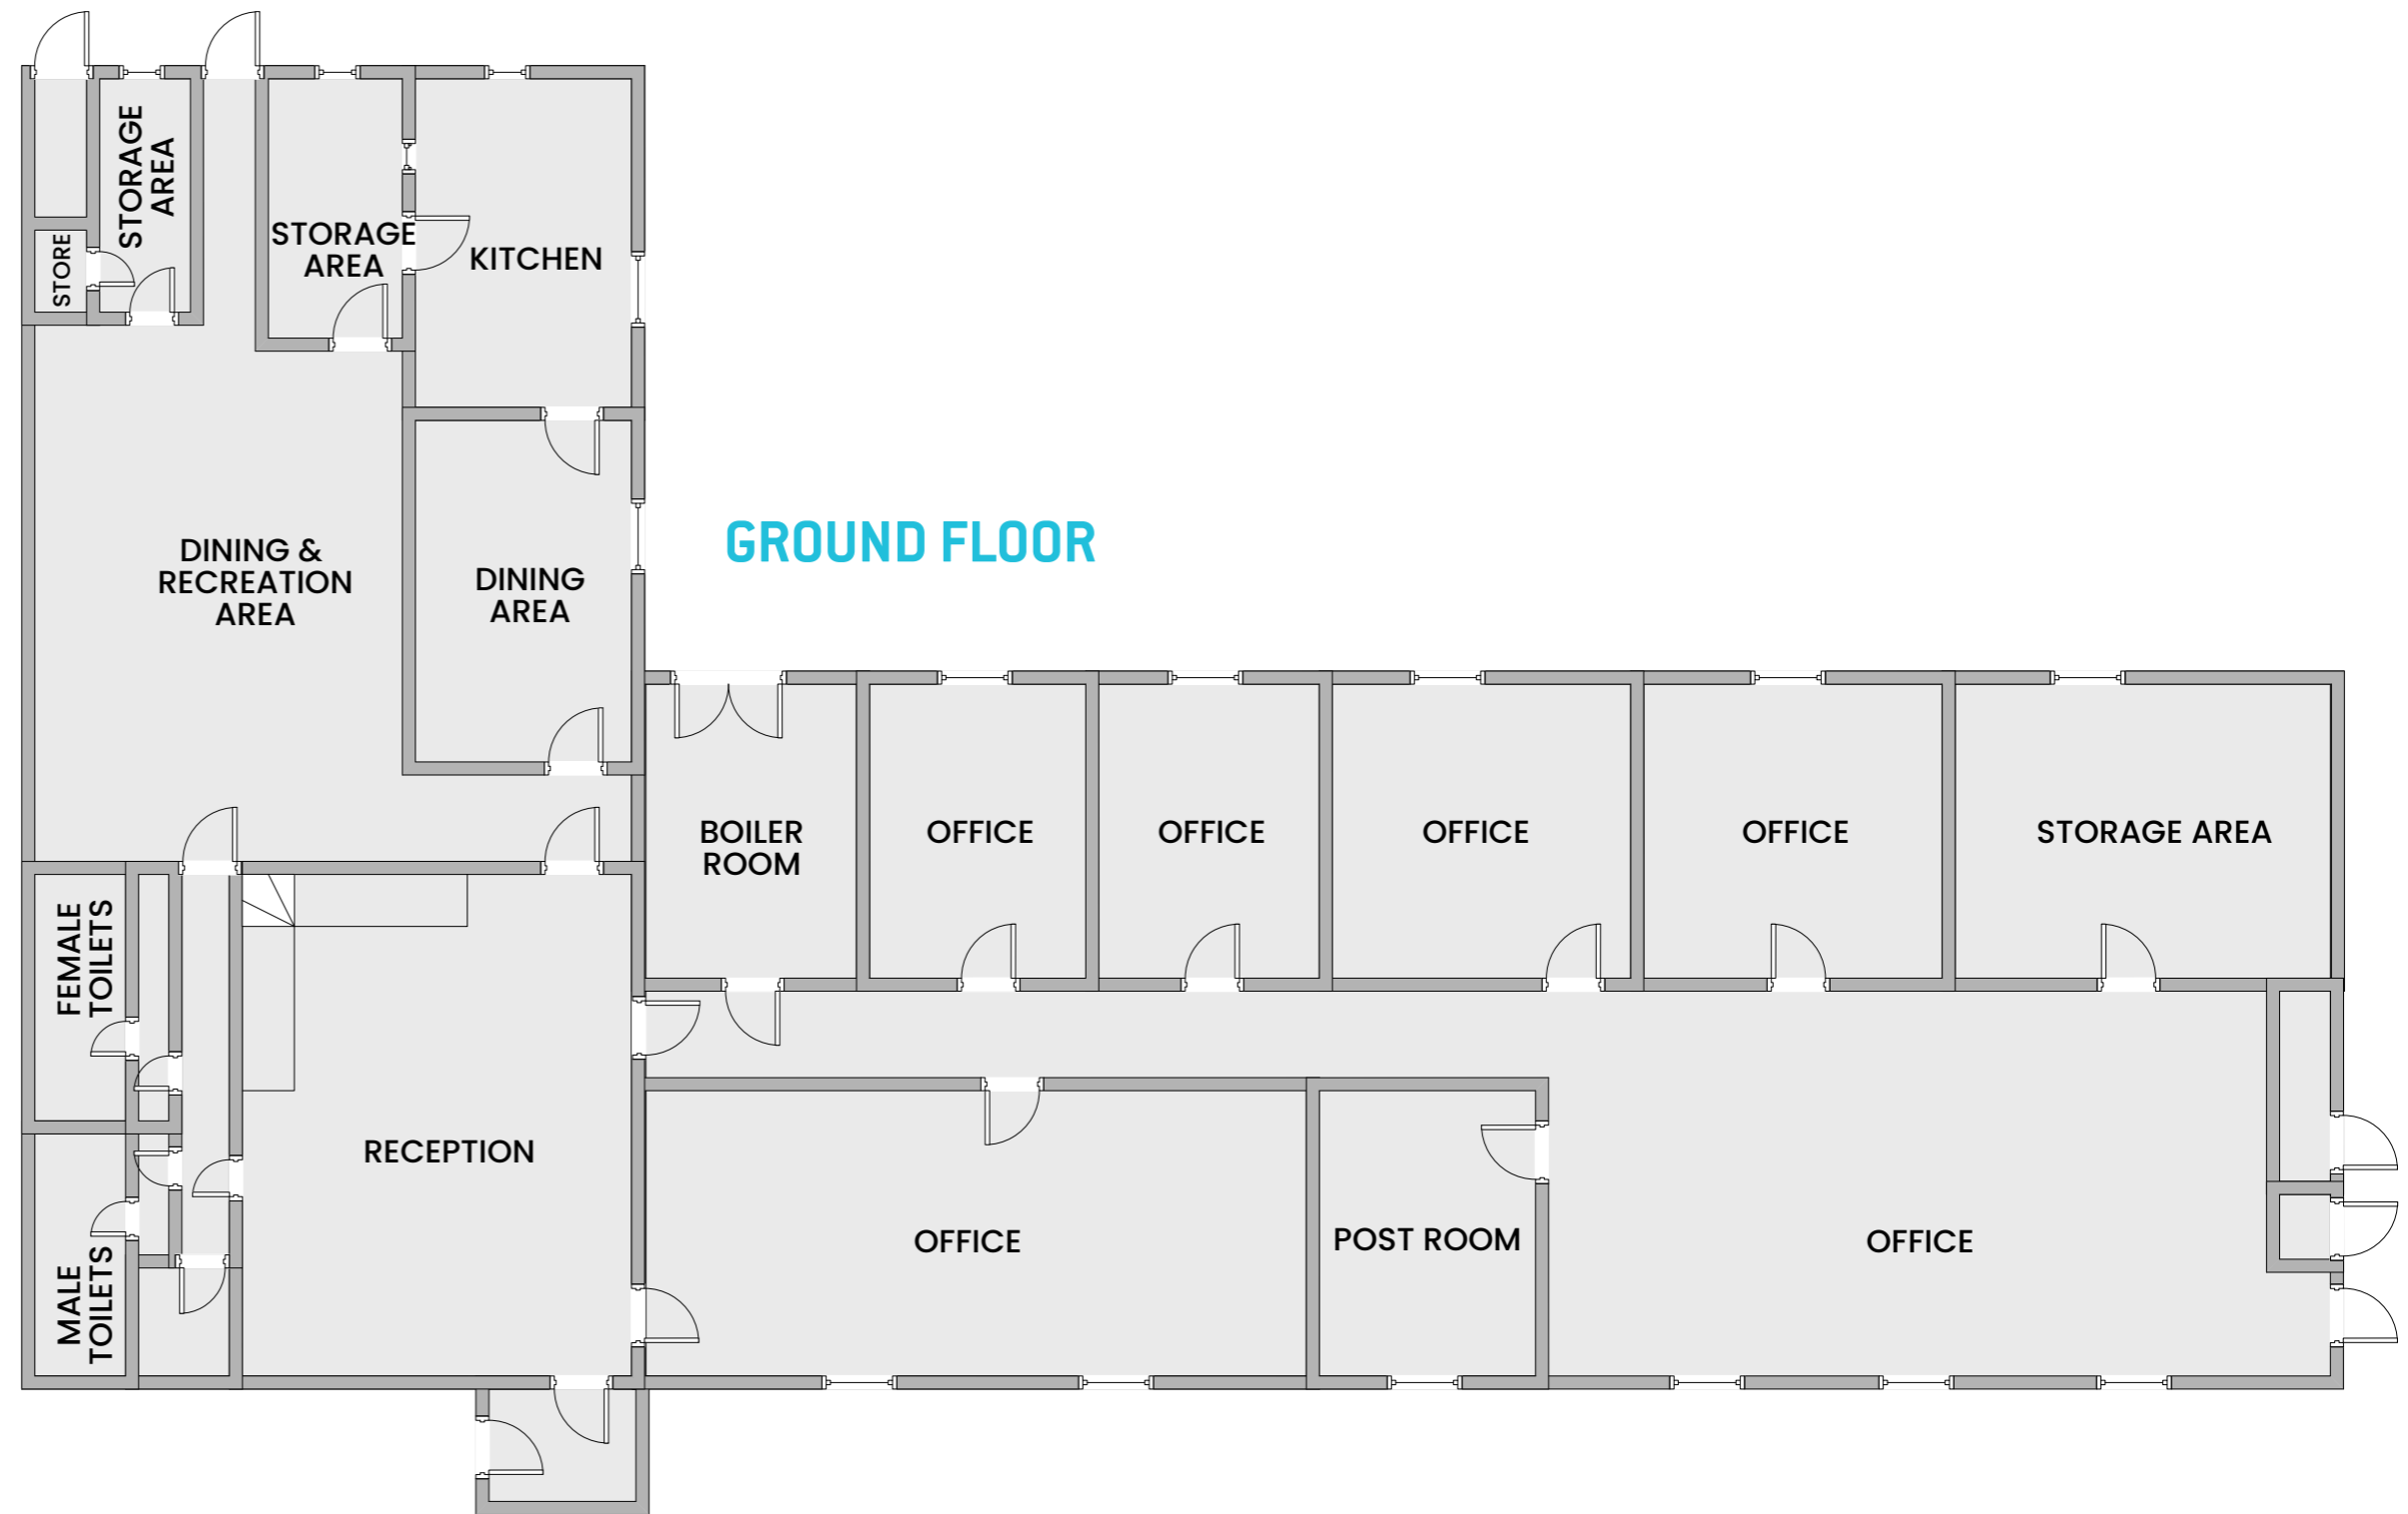 STORAGE
AREA
STORE
STORAGE
AREA
KITCHEN
DINING &
RECREATION
AREA
DINING
AREA
GROUND FLOOR
BOILER
ROOM
OFFICE
OFFICE
OFFICE
OFFICE
STORAGE AREA
FEMALE
TOILETS
MALE
TOILETS
RECEPTION
OFFICE
POST ROOM
OFFICE